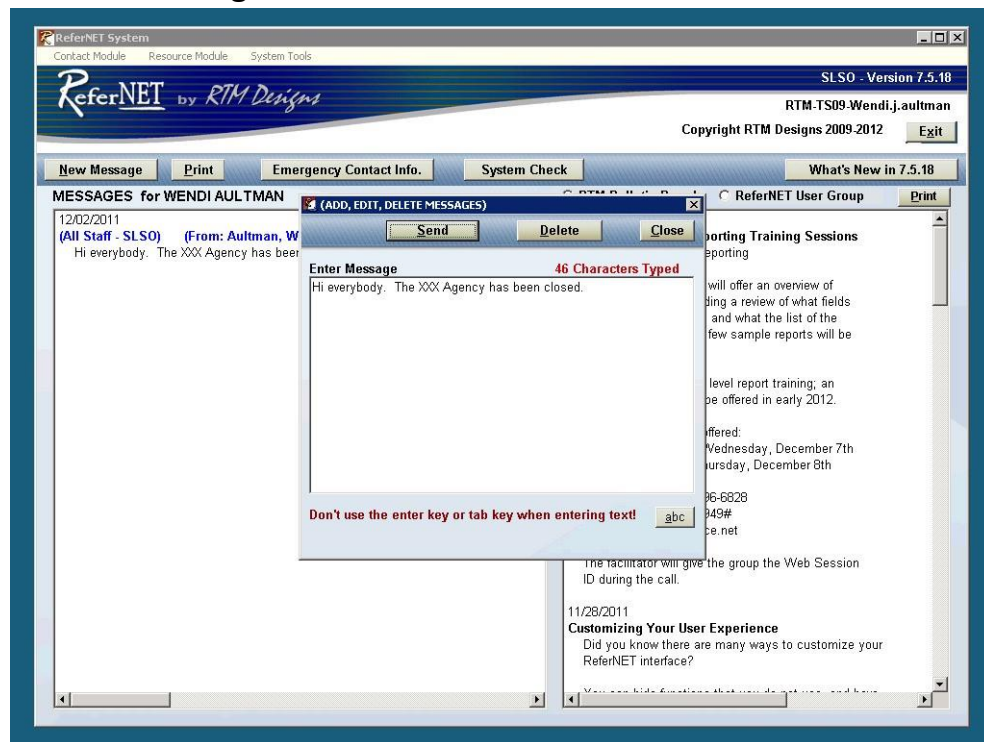 ReferNET System
Contact Module Resource Module System Tools
ReferNET by RTM Designs
SLSO - Version 7.5.18
RTM-TS09-Wendi.j.aultman
Copyright RTM Designs 2009-2012 Exit
New Message Print Emergency Contact Info. System Check What's New in 7.5.18
MESSAGES for WENDI AULTMAN
ReferNET User Group Print
12/02/2011
(All Staff - SLSO) (From: Aultman, W
Hi everybody. The XXX Agency has beer
(ADD, EDIT, DELETE MESSAGES)
Send Delete Close
Enter Message 46 Characters Typed
Hi everybody. The XXX Agency has been closed.
Don't use the enter key or tab key when entering text! abc
porting Training Sessions
eporting
will offer an overview of
ding a review of what fields
and what the list of the
few sample reports will be
level report training; an
be offered in early 2012.
ffered:
Wednesday, December 7th
ursday, December 8th
96-6828
949#
ce.net
The facilitator will give the group the Web Session
ID during the call.
11/28/2011
Customizing Your User Experience
Did you know there are many ways to customize your
ReferNET interface?